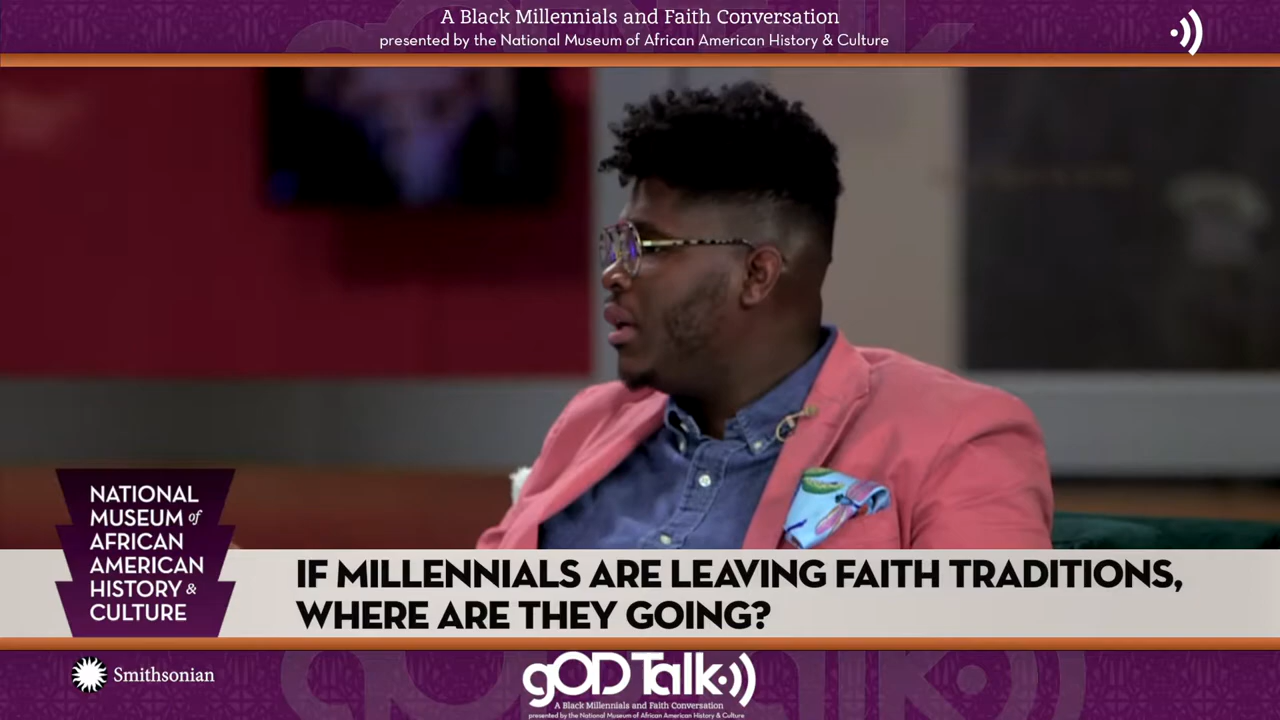 A Black Millennials and Faith Conversation
presented by the National Museum of African American History & Culture
NATIONAL
MUSEUM of
AFRICAN
AMERICAN
HISTORY &
CULTURE
IF MILLENNIALS ARE LEAVING FAITH TRADITIONS,
WHERE ARE THEY GOING?
Smithsonian
gODTalk
A Black Millennials and Faith Conversation
presented by the National Museum of African American History & Culture